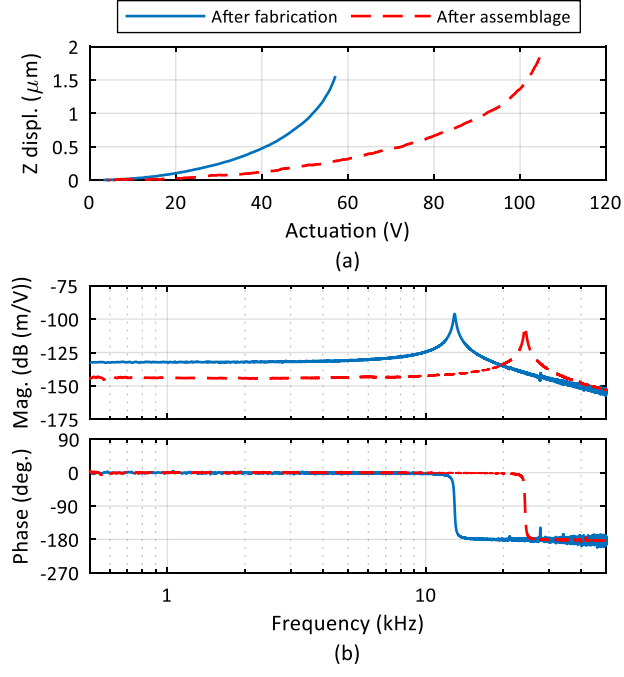 After fabrication After assemblage
2
1.5
1
0.5
0
Z displ. (μm)
0 20 40 60 80 100 120
Actuation (V)
(a)
-75
-100
-125
-150
-175
Mag. (dB (m/V))
90
0
-90
-180
-270
Phase (deg.)
1 10
Frequency (kHz)
(b)